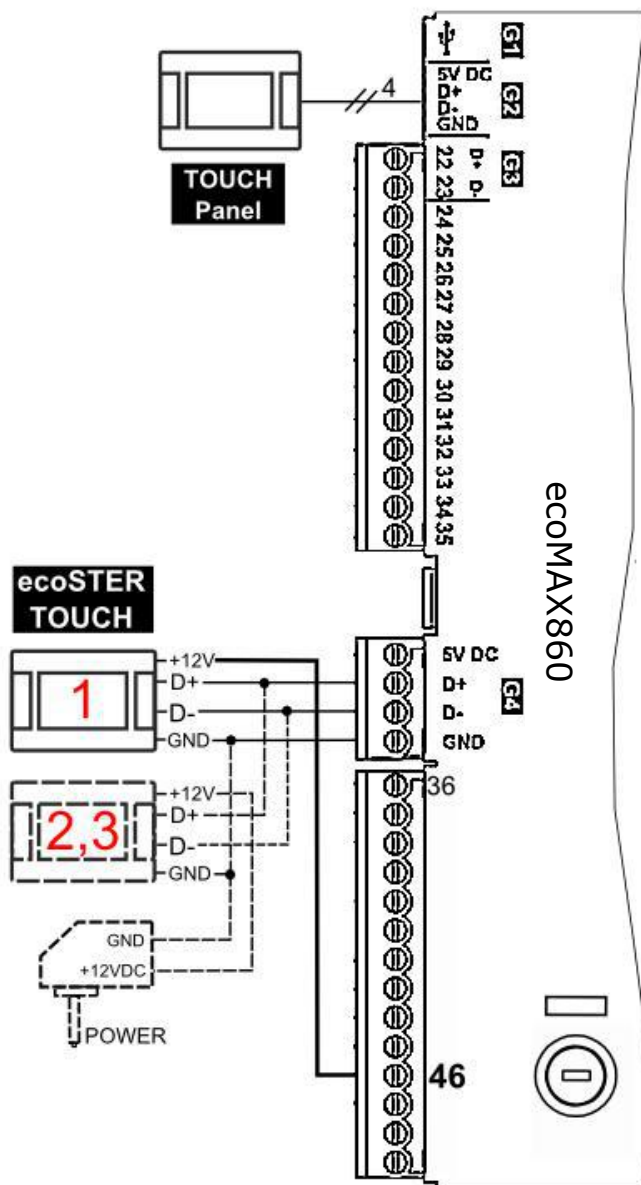 G1
5V DC
D+
D-
GND
G2
4
TOUCH
Panel
22 D+
23 D-
G3
24
25
26
27
28
29
30
31
32
33
34
35
ecoMAX860
ecoSTER
TOUCH
1
+12V
D+
D-
GND
5V DC
D+
D-
GND
G4
2,3
+12V
D+
D-
GND
36
GND
+12VDC
POWER
46